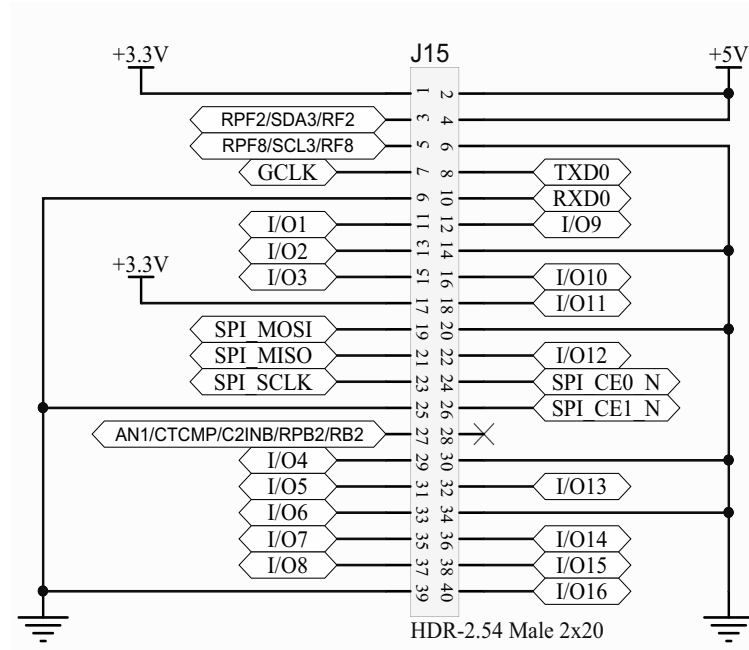 +3.3V J15 +5V
1 2
RPF2/SDA3/RF2 3 4
RPF8/SCL3/RF8 5 6
GCLK 7 8 TXD0
9 10 RXD0
I/O1 11 12 I/O9
I/O2 13 14
+3.3V
I/O3 15 16 I/O10
17 18 I/O11
SPI_MOSI 19 20
SPI_MISO 21 22 I/O12
SPI_SCLK 23 24 SPI_CE0_N
25 26 SPI_CE1_N
AN1/CTCMP/C2INB/RPB2/RB2 27 28
I/O4 29 30
I/O5 31 32 I/O13
I/O6 33 34
I/O7 35 36 I/O14
I/O8 37 38 I/O15
39 40 I/O16
HDR-2.54 Male 2x20